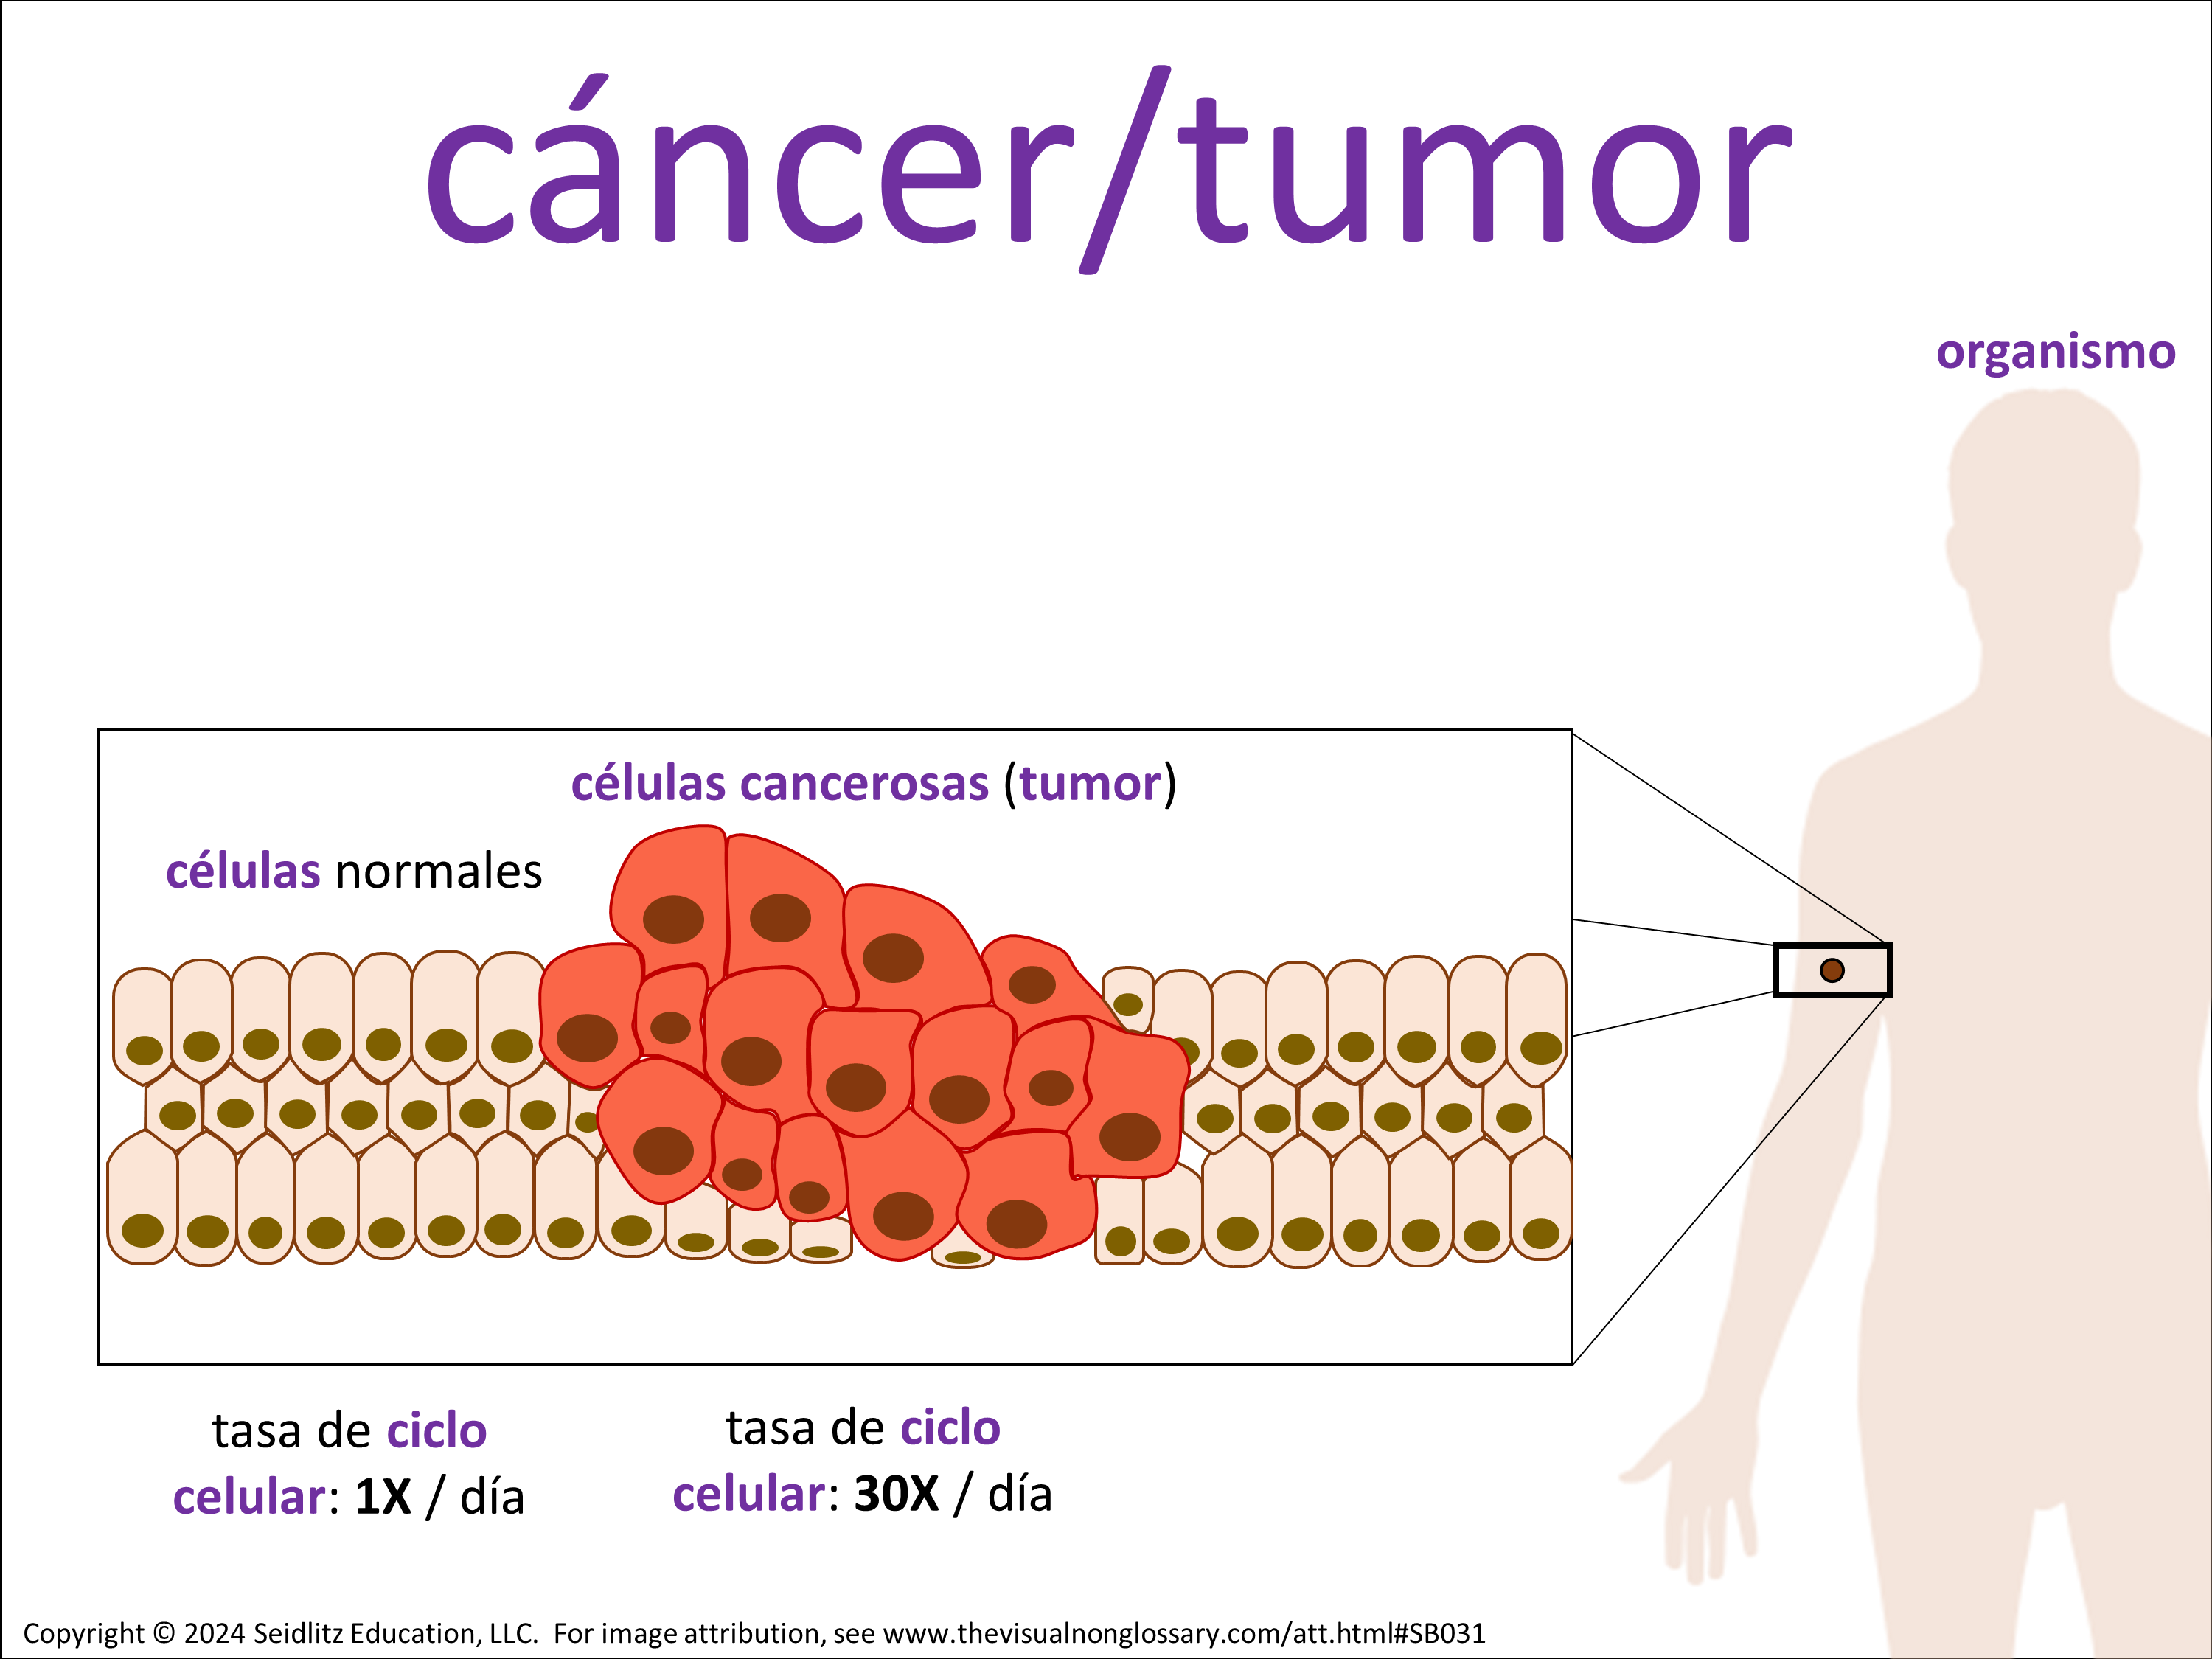 cáncer/tumor
organismo
células cancerosas (tumor)
células normales
tasa de ciclo
celular: 1X / día
tasa de ciclo
celular: 30X / día
Copyright © 2024 Seidlitz Education, LLC.  For image attribution, see www.thevisualnonglossary.com/att.html#SB031